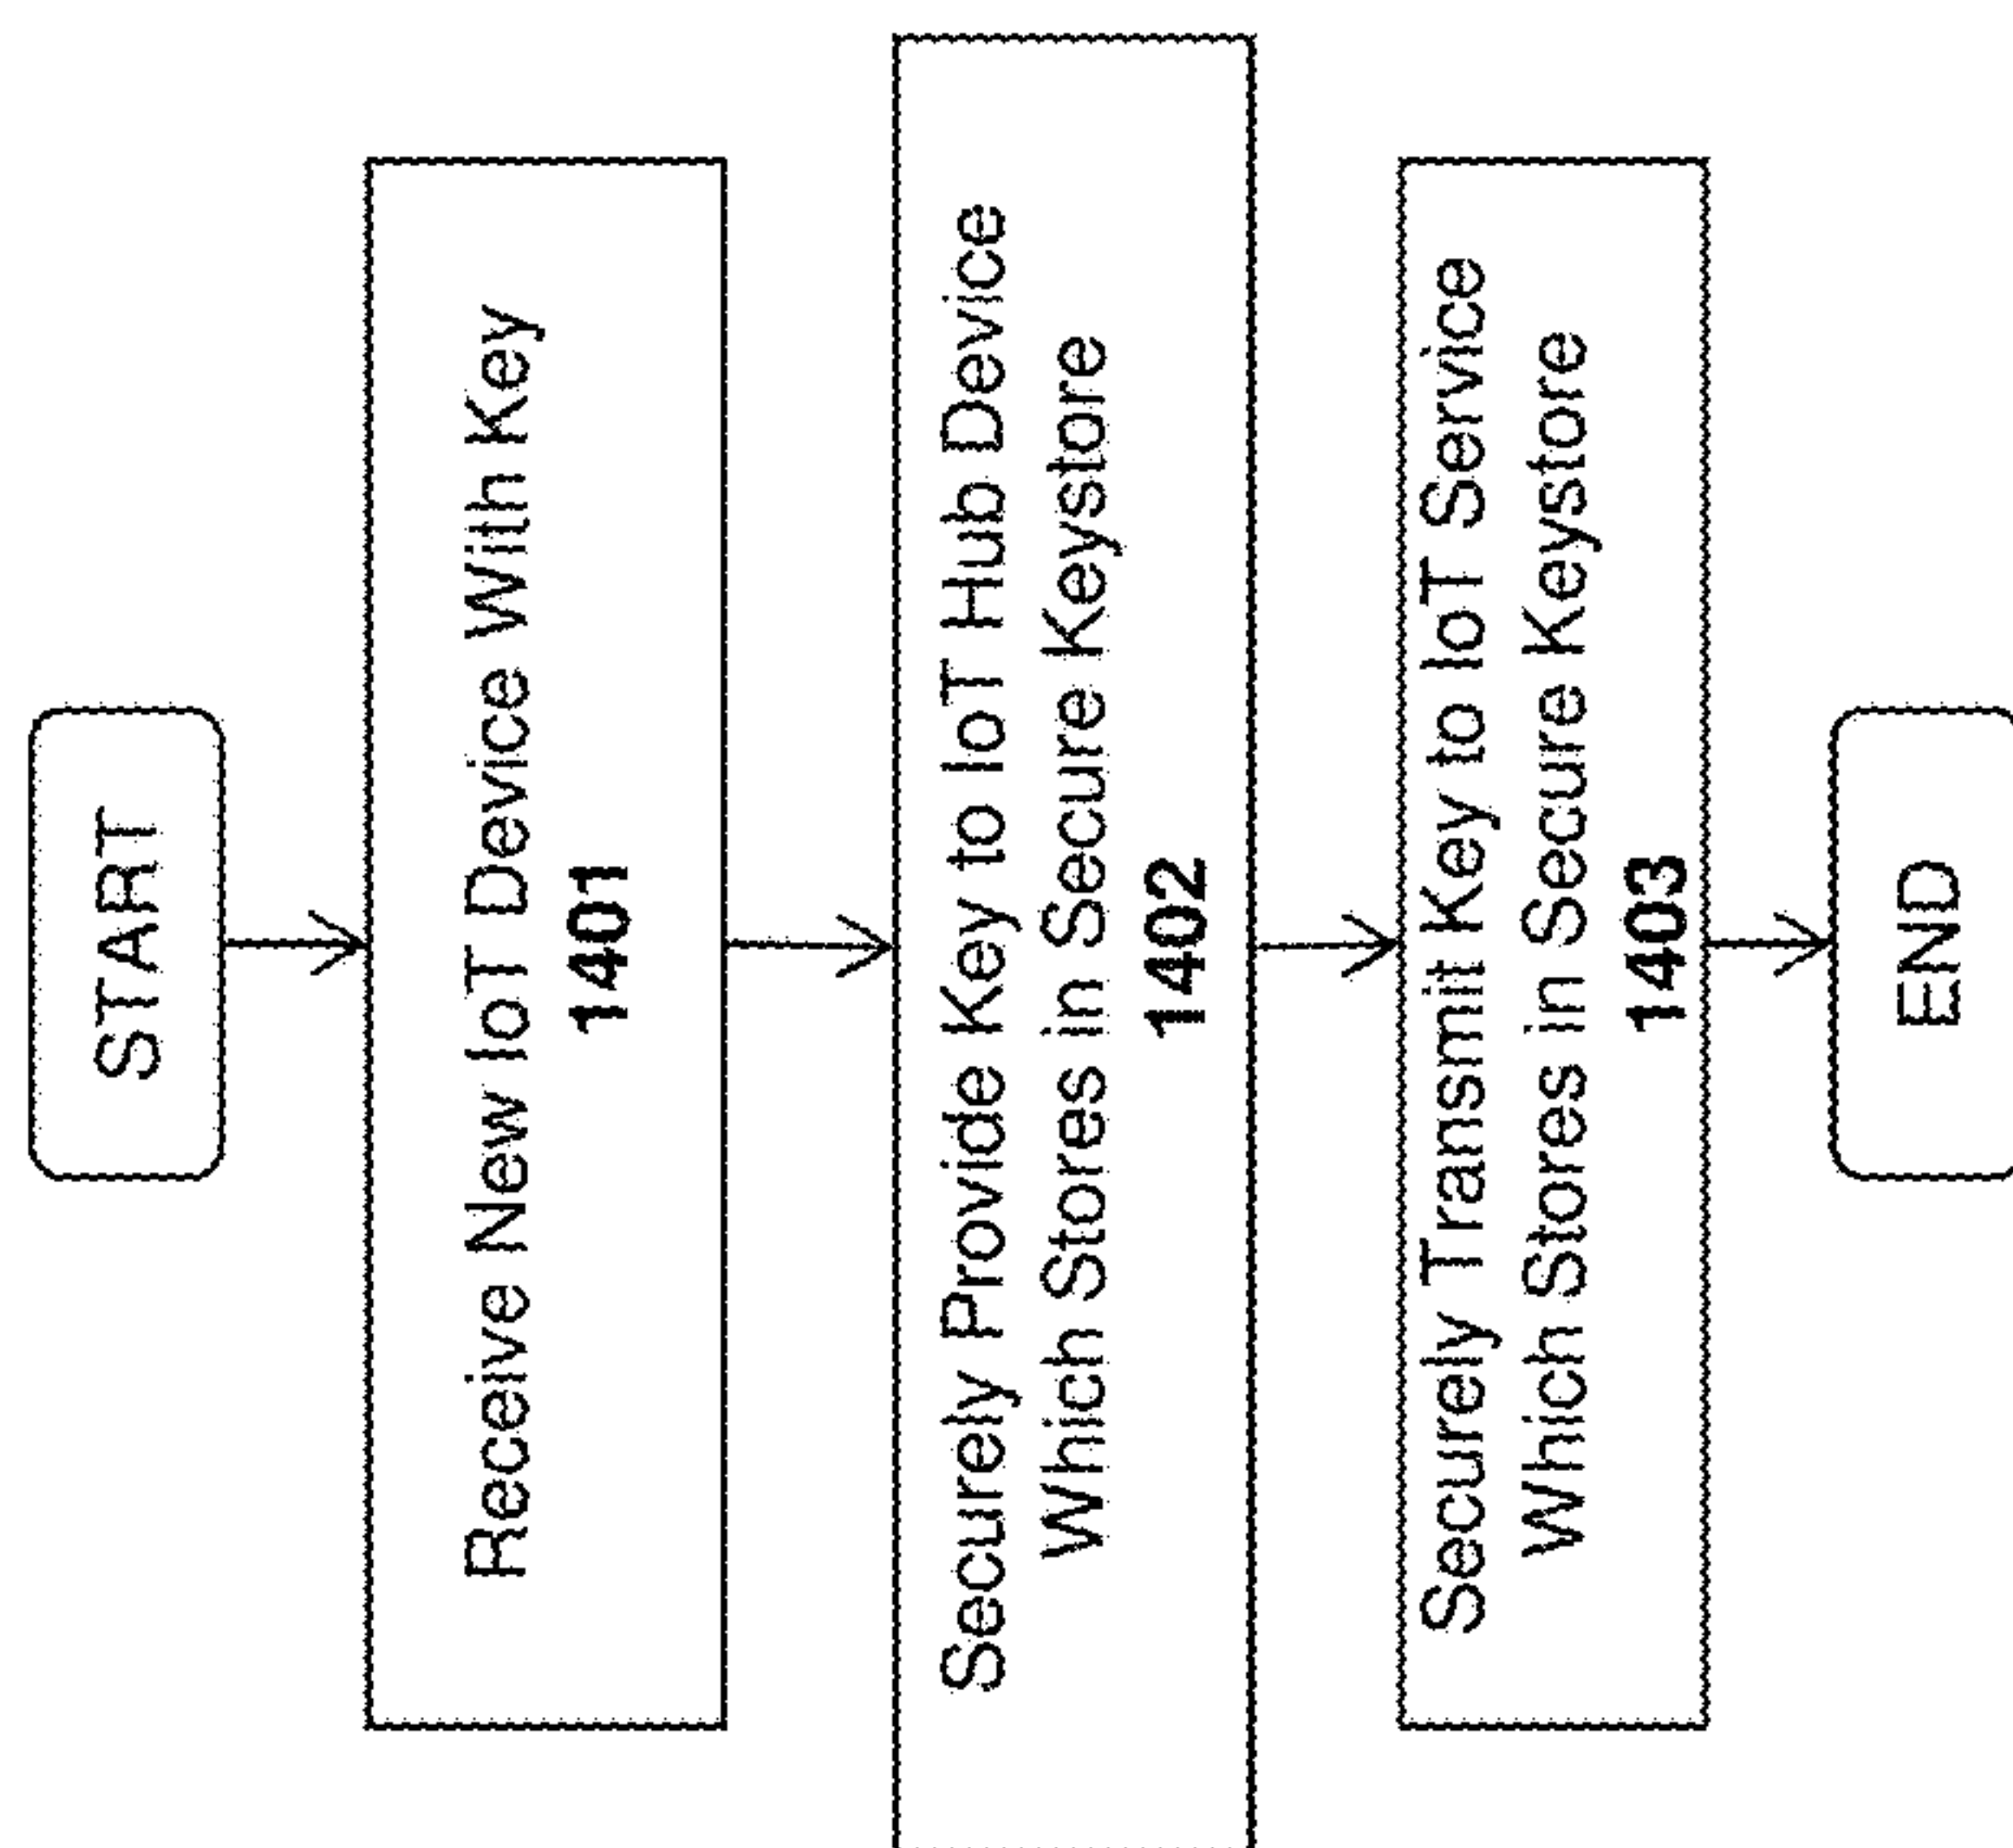 START
Receive New IoT Device With Key
1401
Securely Provide Key to IoT Hub Device
Which Stores in Secure Keystore
1402
Securely Transmit Key to IoT Service
Which Stores in Secure Keystore
1403
END